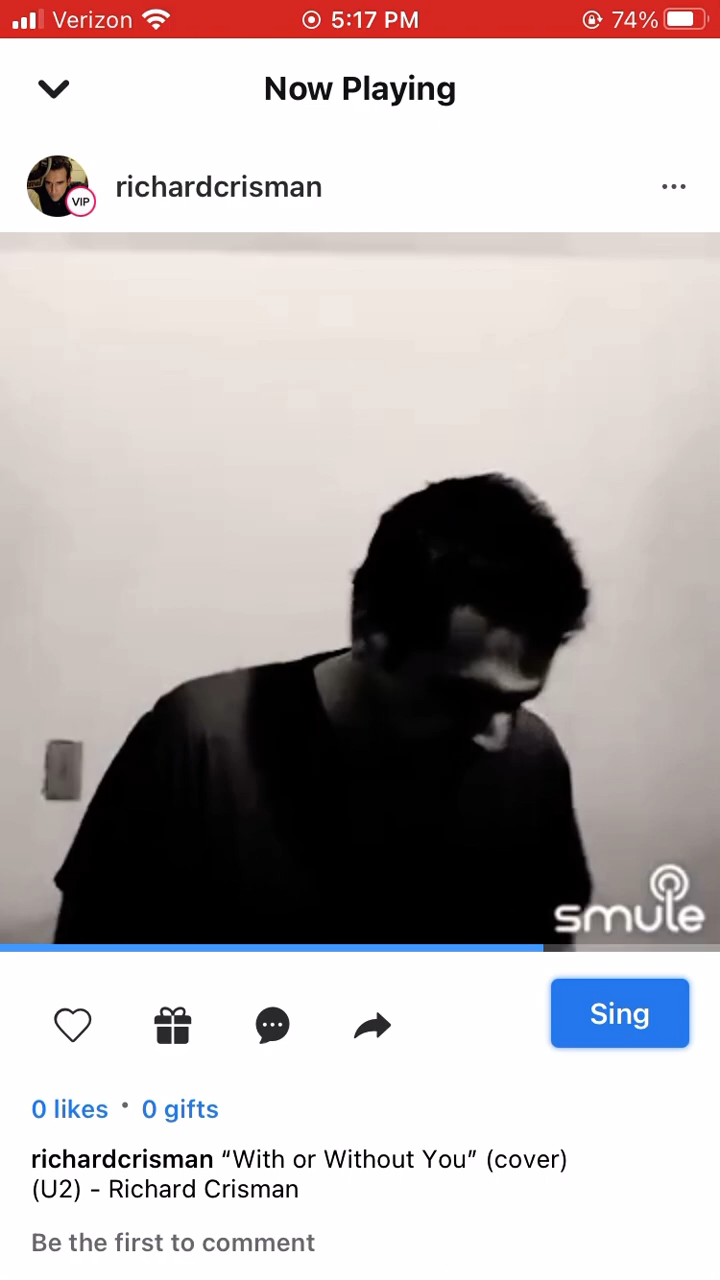 Verizon 5:17 PM 74%
Now Playing
VIP richardcrisman
smule
Sing
0 likes • 0 gifts
richardcrisman “With or Without You” (cover)
(U2) - Richard Crisman
Be the first to comment